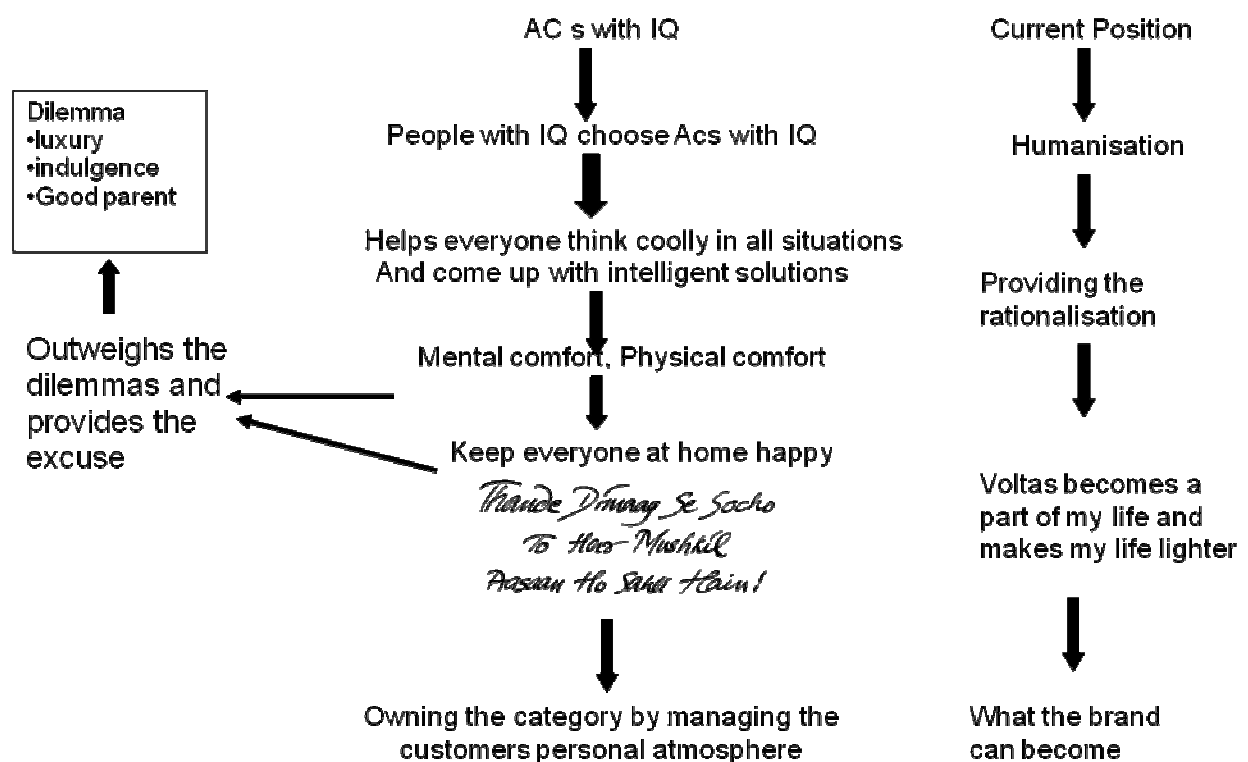 AC s with IQ
People with IQ choose Acs with IQ
Helps everyone think coolly in all situations
And come up with intelligent solutions
Mental comfort, Physical comfort
Keep everyone at home happy
Thande Dimaag Se Socho
To Har Mushkil
Aasaan Ho Hain!
Owning the category by managing the
customers personal atmosphere
Dilemma
•luxury
•indulgence
•Good parent
Outweighs the
dilemmas and
provides the
excuse
Current Position
Humanisation
Providing the
rationalisation
Voltas becomes a
part of my life and
makes my life lighter
What the brand
can become